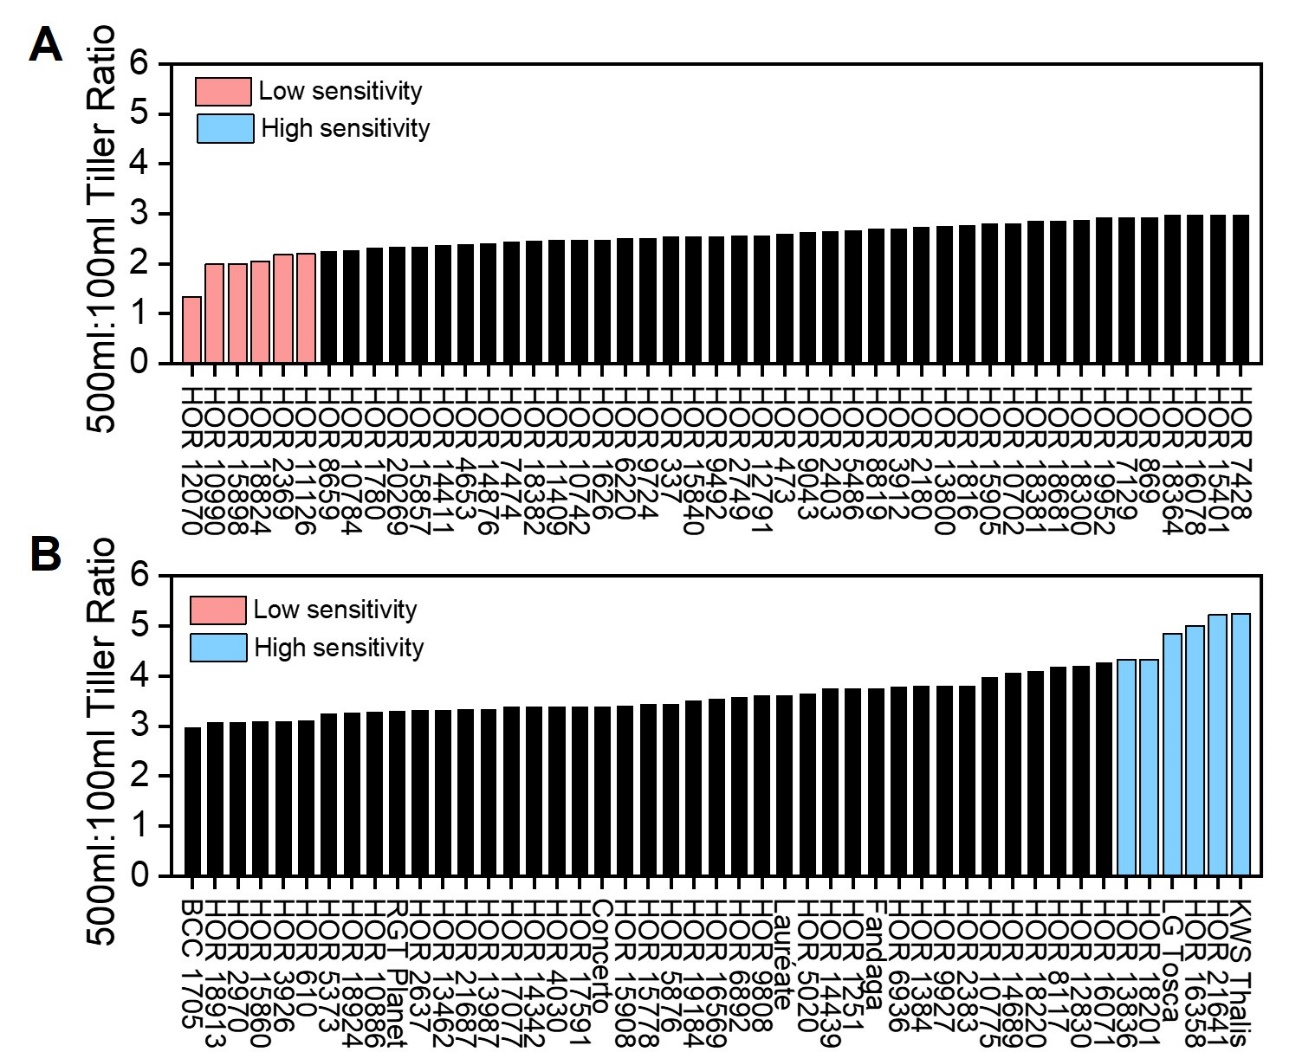 A
500ml:100ml Tiller Ratio
6
5
4
3
2
1
0
Low sensitivity
High sensitivity
HOR 12070
HOR 10990
HOR 15898
HOR 18824
HOR 2369
HOR 11126
HOR 8659
HOR 10784
HOR 1780
HOR 20269
HOR 15857
HOR 14411
HOR 4653
HOR 14876
HOR 7474
HOR 18382
HOR 11409
HOR 10742
HOR 1626
HOR 6220
HOR 9724
HOR 337
HOR 15840
HOR 9492
HOR 27449
HOR 12791
HOR 473
HOR 9043
HOR 2403
HOR 5486
HOR 8819
HOR 3912
HOR 21880
HOR 13800
HOR 1816
HOR 15905
HOR 10702
HOR 18381
HOR 18681
HOR 18300
HOR 19952
HOR 7129
HOR 869
HOR 18364
HOR 16078
HOR 15401
HOR 7428
B
500ml:100ml Tiller Ratio
6
5
4
3
2
1
0
Low sensitivity
High sensitivity
BCC 1705
HOR 18913
HOR 2970
HOR 15860
HOR 3926
HOR 610
HOR 5373
HOR 18924
HOR 10886
RGT Planet
HOR 2637
HOR 13462
HOR 21687
HOR 13987
HOR 17077
HOR 14342
HOR 4030
HOR 17591
Concerto
HOR 15908
HOR 15778
HOR 5876
HOR 19184
HOR 16569
HOR 6892
HOR 9808
Lauréate
HOR 5020
HOR 14439
HOR 1251
Fandaga
HOR 6936
HOR 1384
HOR 9927
HOR 2383
HOR 10775
HOR 14689
HOR 18220
HOR 8117
HOR 12830
HOR 16071
HOR 13836
HOR 18201
LG Tosca
HOR 16358
HOR 21641
KWS Thalis